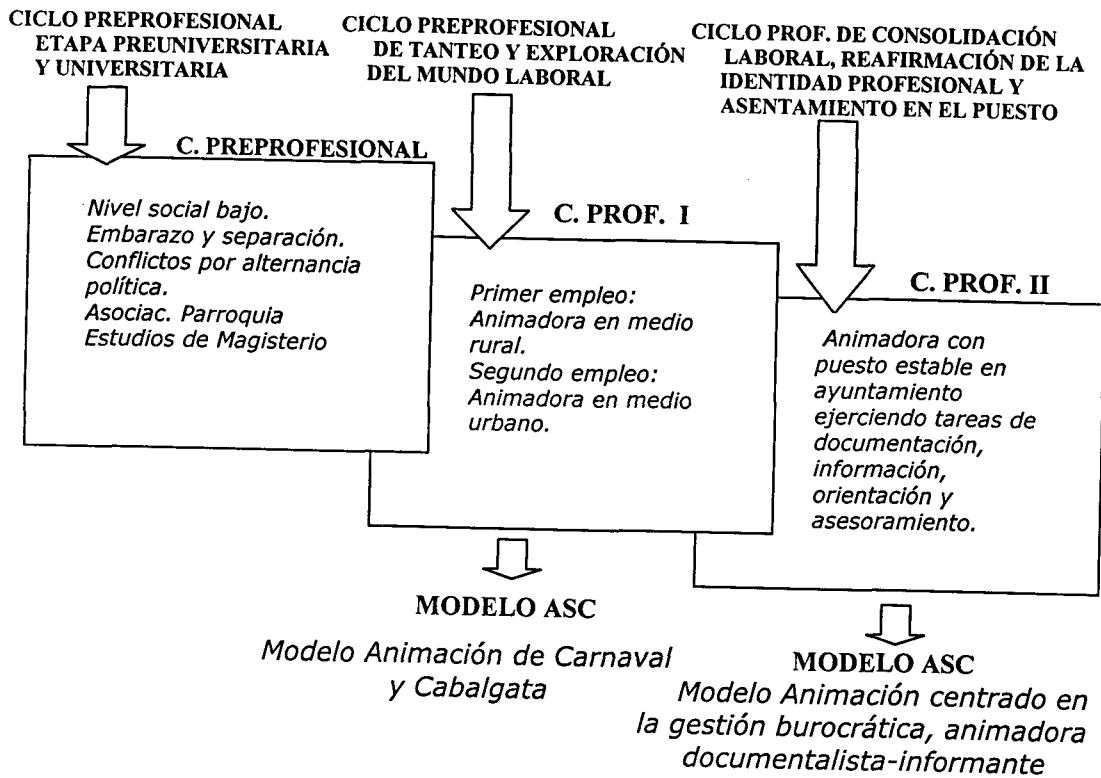 CICLO PREPROFESIONAL
ETAPA PREUNIVERSITARIA
Y UNIVERSITARIA
CICLO PREPROFESIONAL
DE TANTEO Y EXPLORACIÓN
DEL MUNDO LABORAL
CICLO PROF. DE CONSOLIDACIÓN
LABORAL, REAFIRMACIÓN DE LA
IDENTIDAD PROFESIONAL Y
ASENTAMIENTO EN EL PUESTO
C. PREPROFESIONAL
Nivel social bajo.
Embarazo y separación.
Conflictos por alternancia
política.
Asociac. Parroquia
Estudios de Magisterio
C. PROF. I
Primer empleo:
Animadora en medio
rural.
Segundo empleo:
Animadora en medio
urbano.
C. PROF. II
Animadora con
puesto estable en
ayuntamiento
ejerciendo tareas de
documentación,
información,
orientación y
asesoramiento.
MODELO ASC
Modelo Animación de Carnaval
y Cabalgata
MODELO ASC
Modelo Animación centrado en
la gestión burocrática, animadora
documentalista-informante